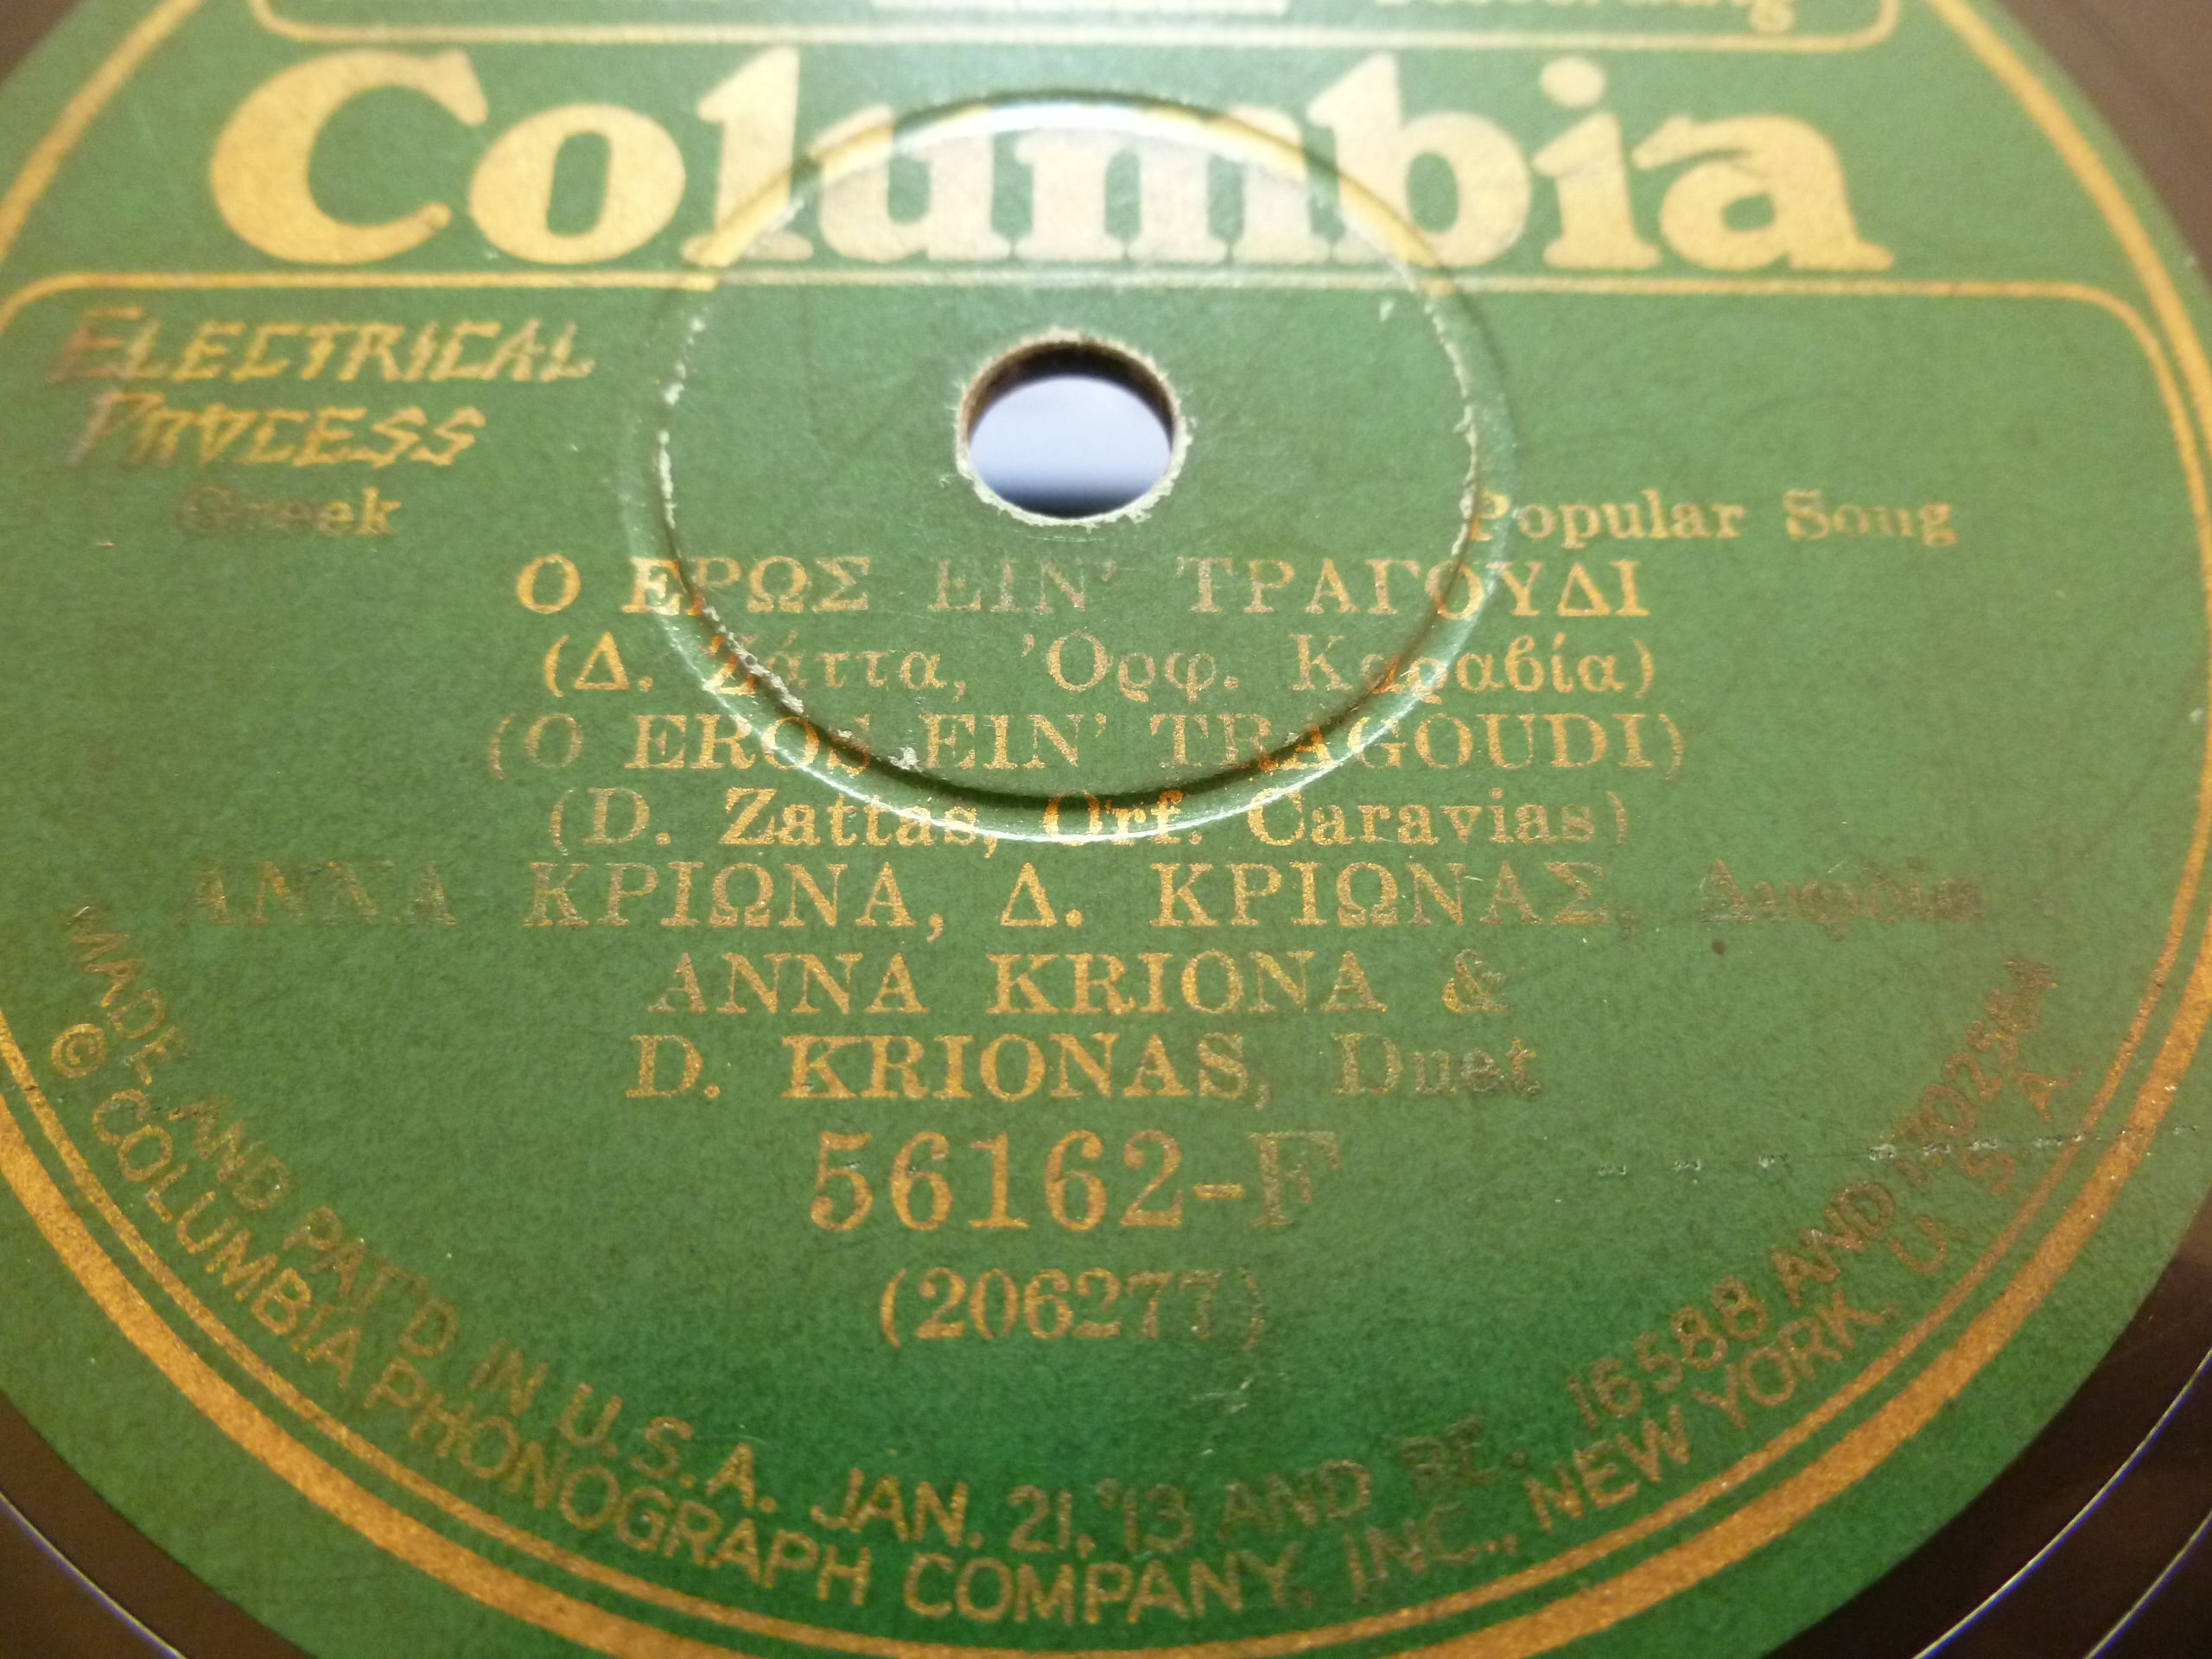 Columbia
ELECTRICAL
PROCESS
Greek
Popular Song
Ο ΕΡΩΣ ΕΙΝ' ΤΡΑΓΟΥΔΙ
(Δ. Ζάττα, Ὀρφ. Καραβία)
(O EROS EIN' TRAGOUDI)
(D. Zattas, Orf. Caravias)
ΑΝΝΑ ΚΡΙΩΝΑ, Δ. ΚΡΙΩΝΑΣ, Διῳδία
ANNA KRIONA &
D. KRIONAS, Duet
56162-F
(206277)
MADE AND PAT'D IN U.S.A. JAN. 21, '13 AND RE. 16588 AND
© COLUMBIA PHONOGRAPH COMPANY, INC., NEW YORK, U. S. A.